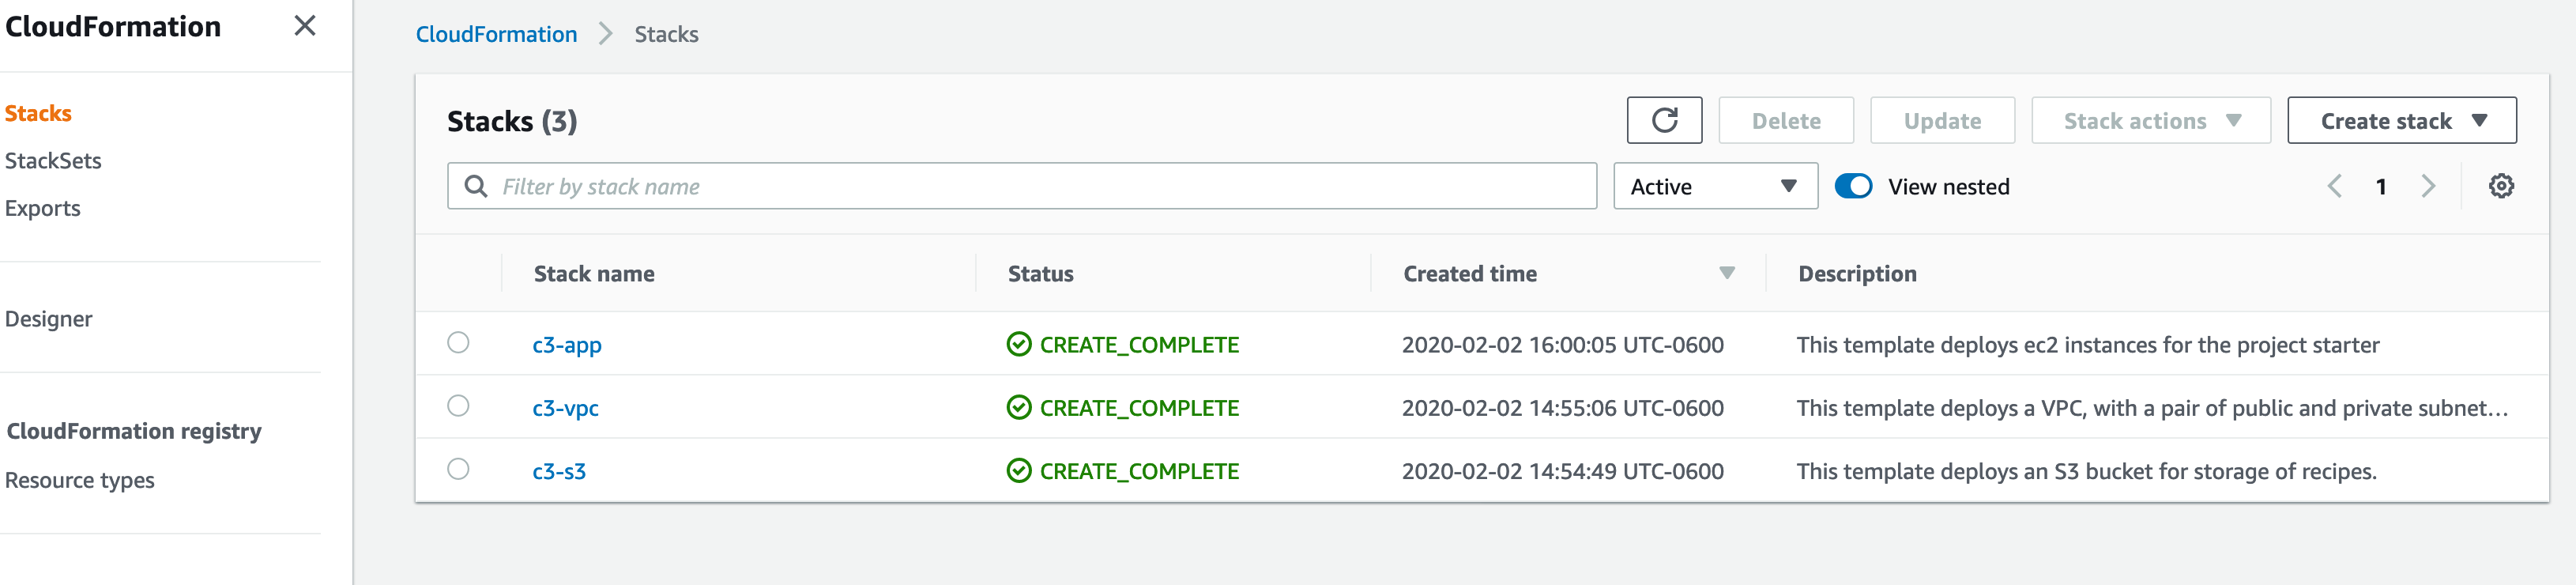 CloudFormation
Stacks
StackSets
Exports
Designer
CloudFormation registry
Resource types
CloudFormation > Stacks
Stacks (3)
Delete
Update
Stack actions
Create stack
Filter by stack name
Active
View nested
1
Stack name Status Created time Description
c3-app CREATE_COMPLETE 2020-02-02 16:00:05 UTC-0600 This template deploys ec2 instances for the project starter
c3-vpc CREATE_COMPLETE 2020-02-02 14:55:06 UTC-0600 This template deploys a VPC, with a pair of public and private subnet...
c3-s3 CREATE_COMPLETE 2020-02-02 14:54:49 UTC-0600 This template deploys an S3 bucket for storage of recipes.